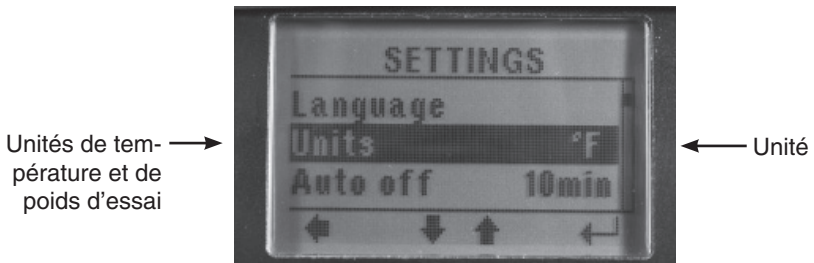 SETTINGS
Language
Units °F
Auto off 10min
Unités de tem-
pérature et de
poids d'essai
Unité